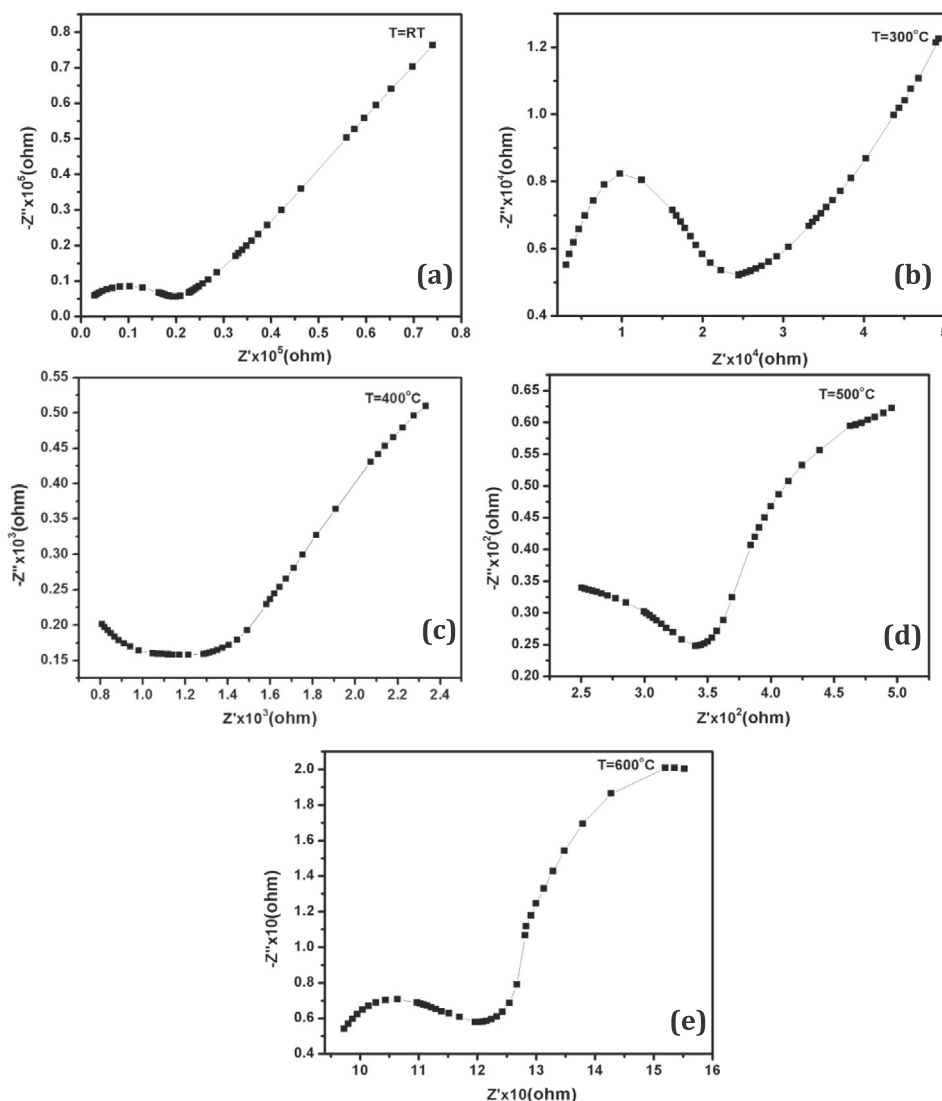 T=RT
-Z''x10⁵(ohm)
0.8
0.7
0.6
0.5
0.4
0.3
0.2
0.1
0.0
(a)
0.0 0.1 0.2 0.3 0.4 0.5 0.6 0.7 0.8
Z'x10⁵(ohm)
T=300°C
-Z''x10⁴(ohm)
1.2
1.0
0.8
0.6
0.4
(b)
1 2 3 4 5
Z'x10⁴(ohm)
T=400°C
-Z''x10³(ohm)
0.55
0.50
0.45
0.40
0.35
0.30
0.25
0.20
0.15
(c)
0.8 1.0 1.2 1.4 1.6 1.8 2.0 2.2 2.4
Z'x10³(ohm)
T=500°C
-Z''x10²(ohm)
0.65
0.60
0.55
0.50
0.45
0.40
0.35
0.30
0.25
0.20
(d)
2.5 3.0 3.5 4.0 4.5 5.0
Z'x10²(ohm)
T=600°C
-Z''x10(ohm)
2.0
1.8
1.6
1.4
1.2
1.0
0.8
0.6
0.4
(e)
10 11 12 13 14 15 16
Z'x10(ohm)